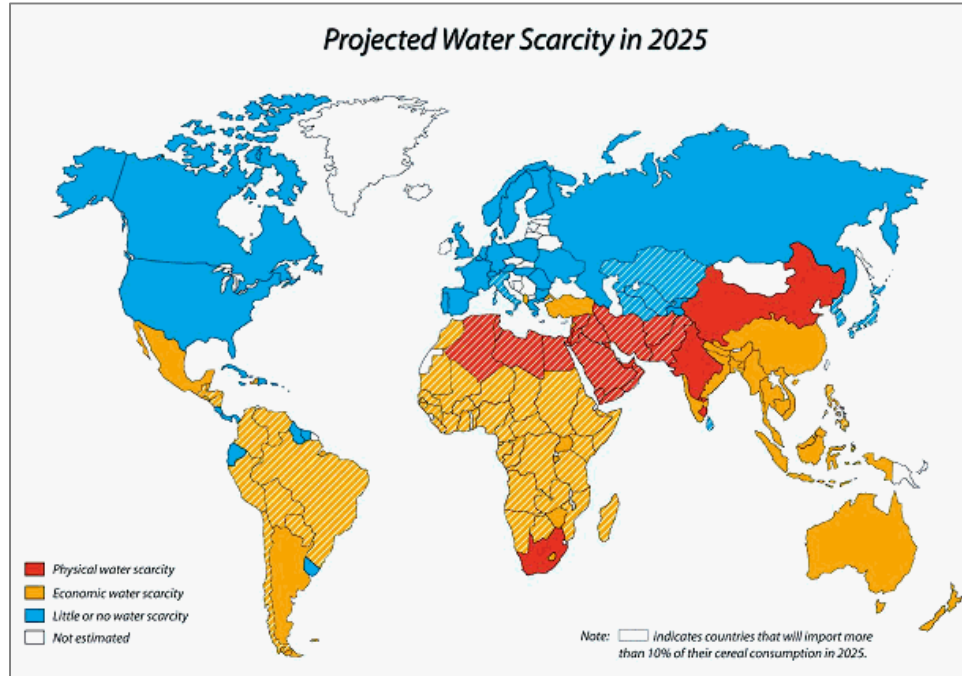 Projected Water Scarcity in 2025
Physical water scarcity
Economic water scarcity
Little or no water scarcity
Not estimated
Note: indicates countries that will import more
than 10% of their cereal consumption in 2025.